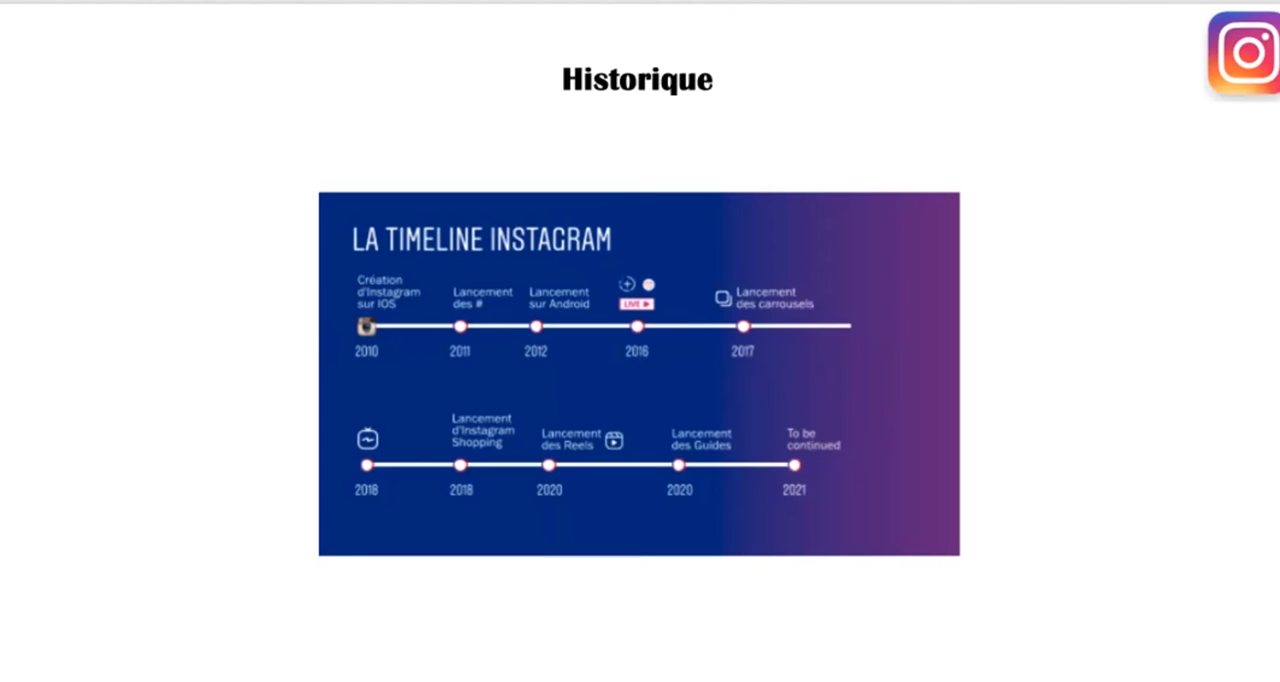 Historique
LA TIMELINE INSTAGRAM
Création
d'Instagram
sur IOS
Lancement
des #
Lancement
sur Android
LIVE
Lancement
des carrousels
2010
2011
2012
2016
2017
Lancement
d'Instagram
Shopping
Lancement
des Reels
Lancement
des Guides
To be
continued
2018
2018
2020
2020
2021